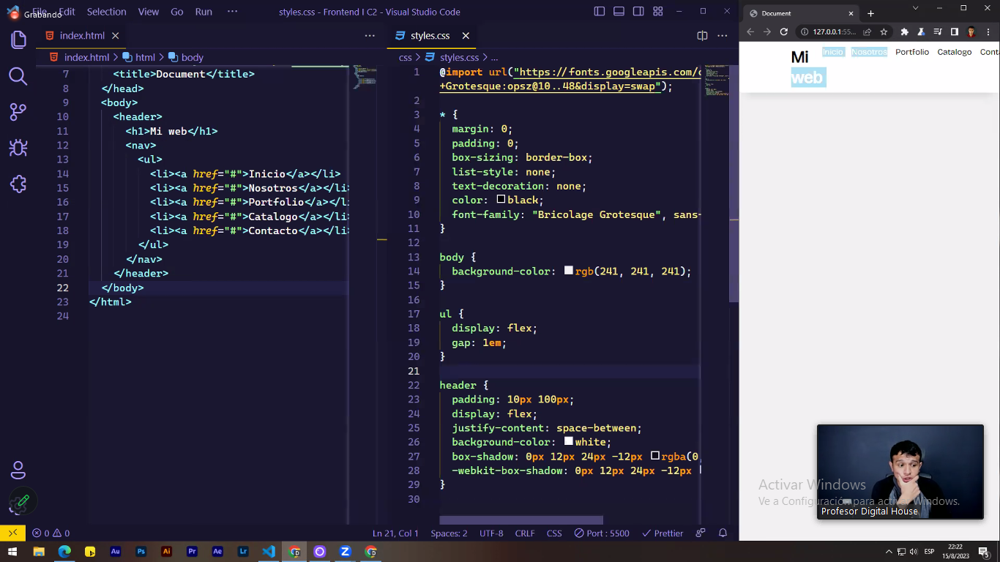 Grabando
Edit Selection View Go Run ··· styles.css - Frontend I C2 - Visual Studio Code
index.html
index.html > html > body
7 <title>Document</title>
8 </head>
9 <body>
10 <header>
11 <h1>Mi web</h1>
12 <nav>
13 <ul>
14 <li><a href="#">Inicio</a></li>
15 <li><a href="#">Nosotros</a></li>
16 <li><a href="#">Portfolio</a></li>
17 <li><a href="#">Catalogo</a></li>
18 <li><a href="#">Contacto</a></li>
19 </ul>
20 </nav>
21 </header>
22 </body>
23 </html>
24
styles.css
css > styles.css > ...
1 @import url("https://fonts.googleapis.com/c
+Grotesque:opsz@10..48&display=swap");
2
3 * {
4 margin: 0;
5 padding: 0;
6 box-sizing: border-box;
7 list-style: none;
8 text-decoration: none;
9 color: black;
10 font-family: "Bricolage Grotesque", sans-
11 }
12
13 body {
14 background-color: rgb(241, 241, 241);
15 }
16
17 ul {
18 display: flex;
19 gap: 1em;
20 }
21
22 header {
23 padding: 10px 100px;
24 display: flex;
25 justify-content: space-between;
26 background-color: white;
27 box-shadow: 0px 12px 24px -12px rgba(0,
28 -webkit-box-shadow: 0px 12px 24px -12px
29 }
30
0 0 Ln 21, Col 1 Spaces: 2 UTF-8 CRLF CSS Port : 5500 Prettier
Document
127.0.0.1:55...
Mi Inicio Nosotros Portfolio Catalogo Conta
web
Activar Windows
Ve a Configuración para activar Windows.
Profesor Digital House
Au Ps Ai Pr Ae Lr ESP 22:22
15/8/2023 5